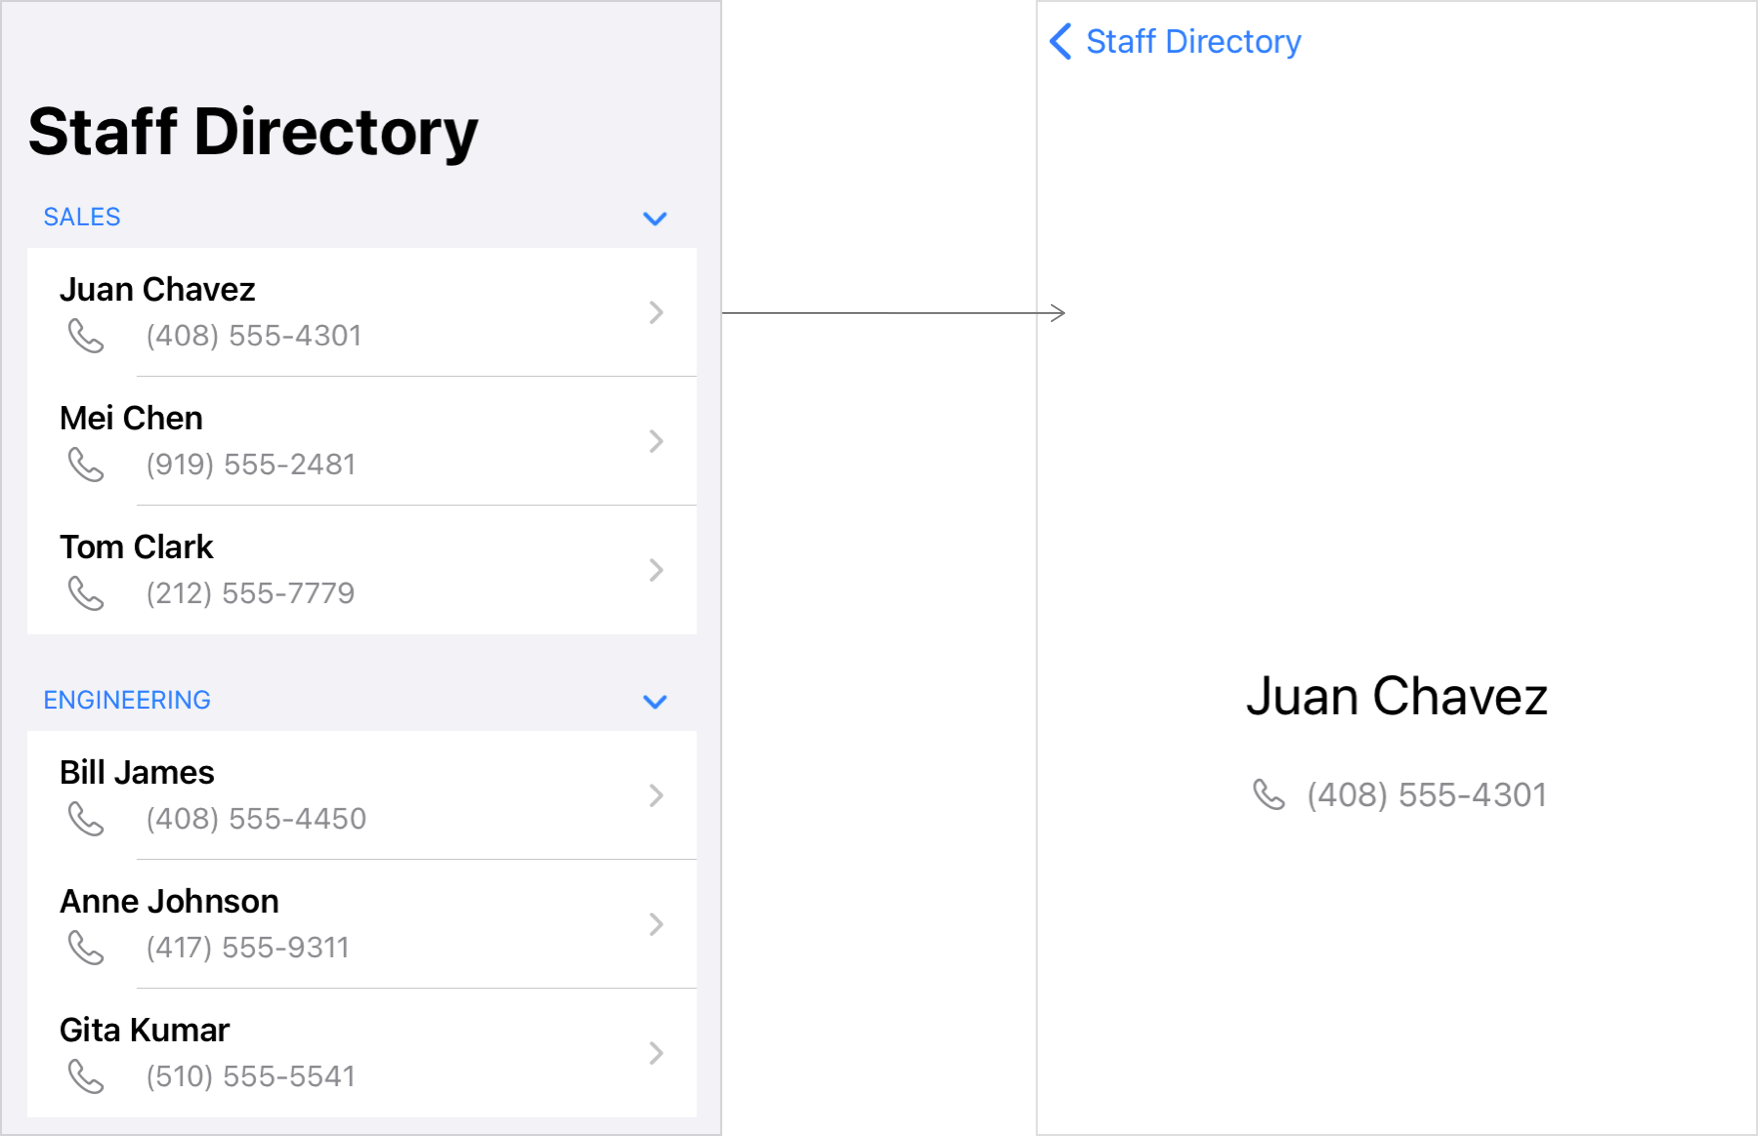 Staff Directory
SALES
Juan Chavez
(408) 555-4301
Mei Chen
(919) 555-2481
Tom Clark
(212) 555-7779
ENGINEERING
Bill James
(408) 555-4450
Anne Johnson
(417) 555-9311
Gita Kumar
(510) 555-5541
Staff Directory
Juan Chavez
(408) 555-4301